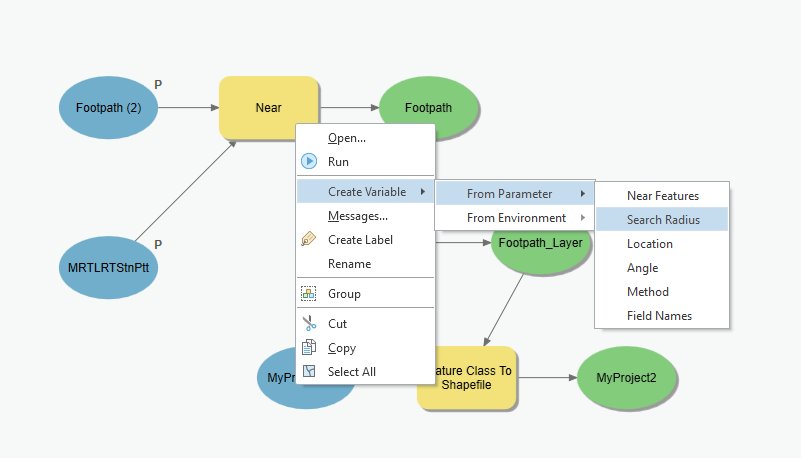 P
Footpath (2)
Near
Footpath
Open...
Run
Create Variable
From Parameter
Near Features
Messages...
From Environment
Search Radius
P
Create Label
Footpath_Layer
Location
MRTLRTStnPtt
Rename
Angle
Group
Method
Cut
Field Names
Copy
Select All
MyPr
ature Class To
Shapefile
MyProject2